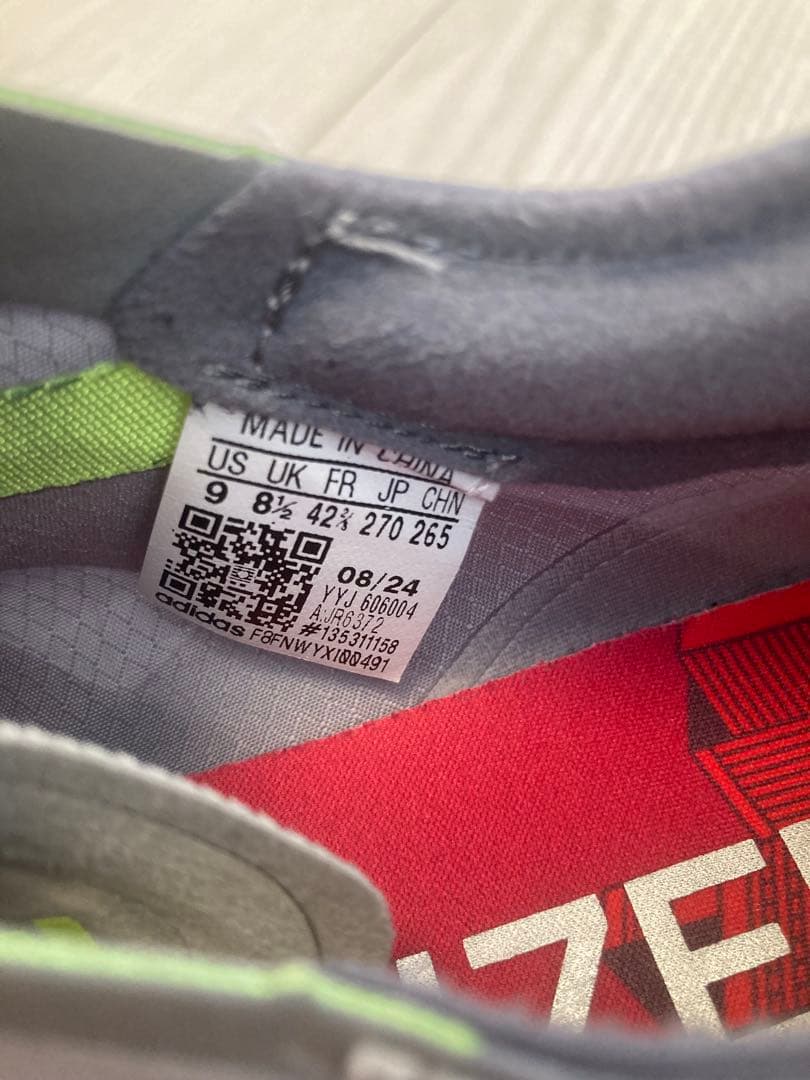 MADE IN CHINA
US UK FR JP CHN
9 8½ 42⅔ 270 265
08/24
YYJ 606004
A:JR6372
#135311158
adidas F8FNWYXI00491
ZE